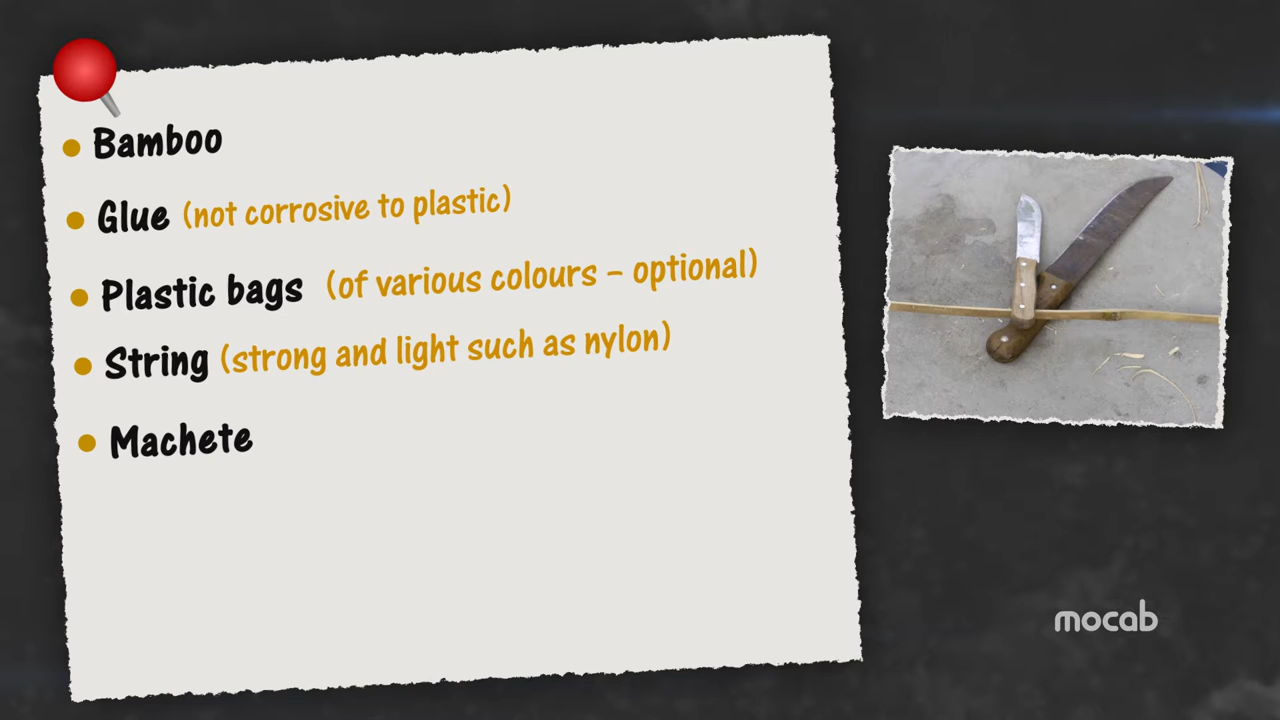 Bamboo
Glue (not corrosive to plastic)
Plastic bags (of various colours – optional)
String (strong and light such as nylon)
Machete
mocab